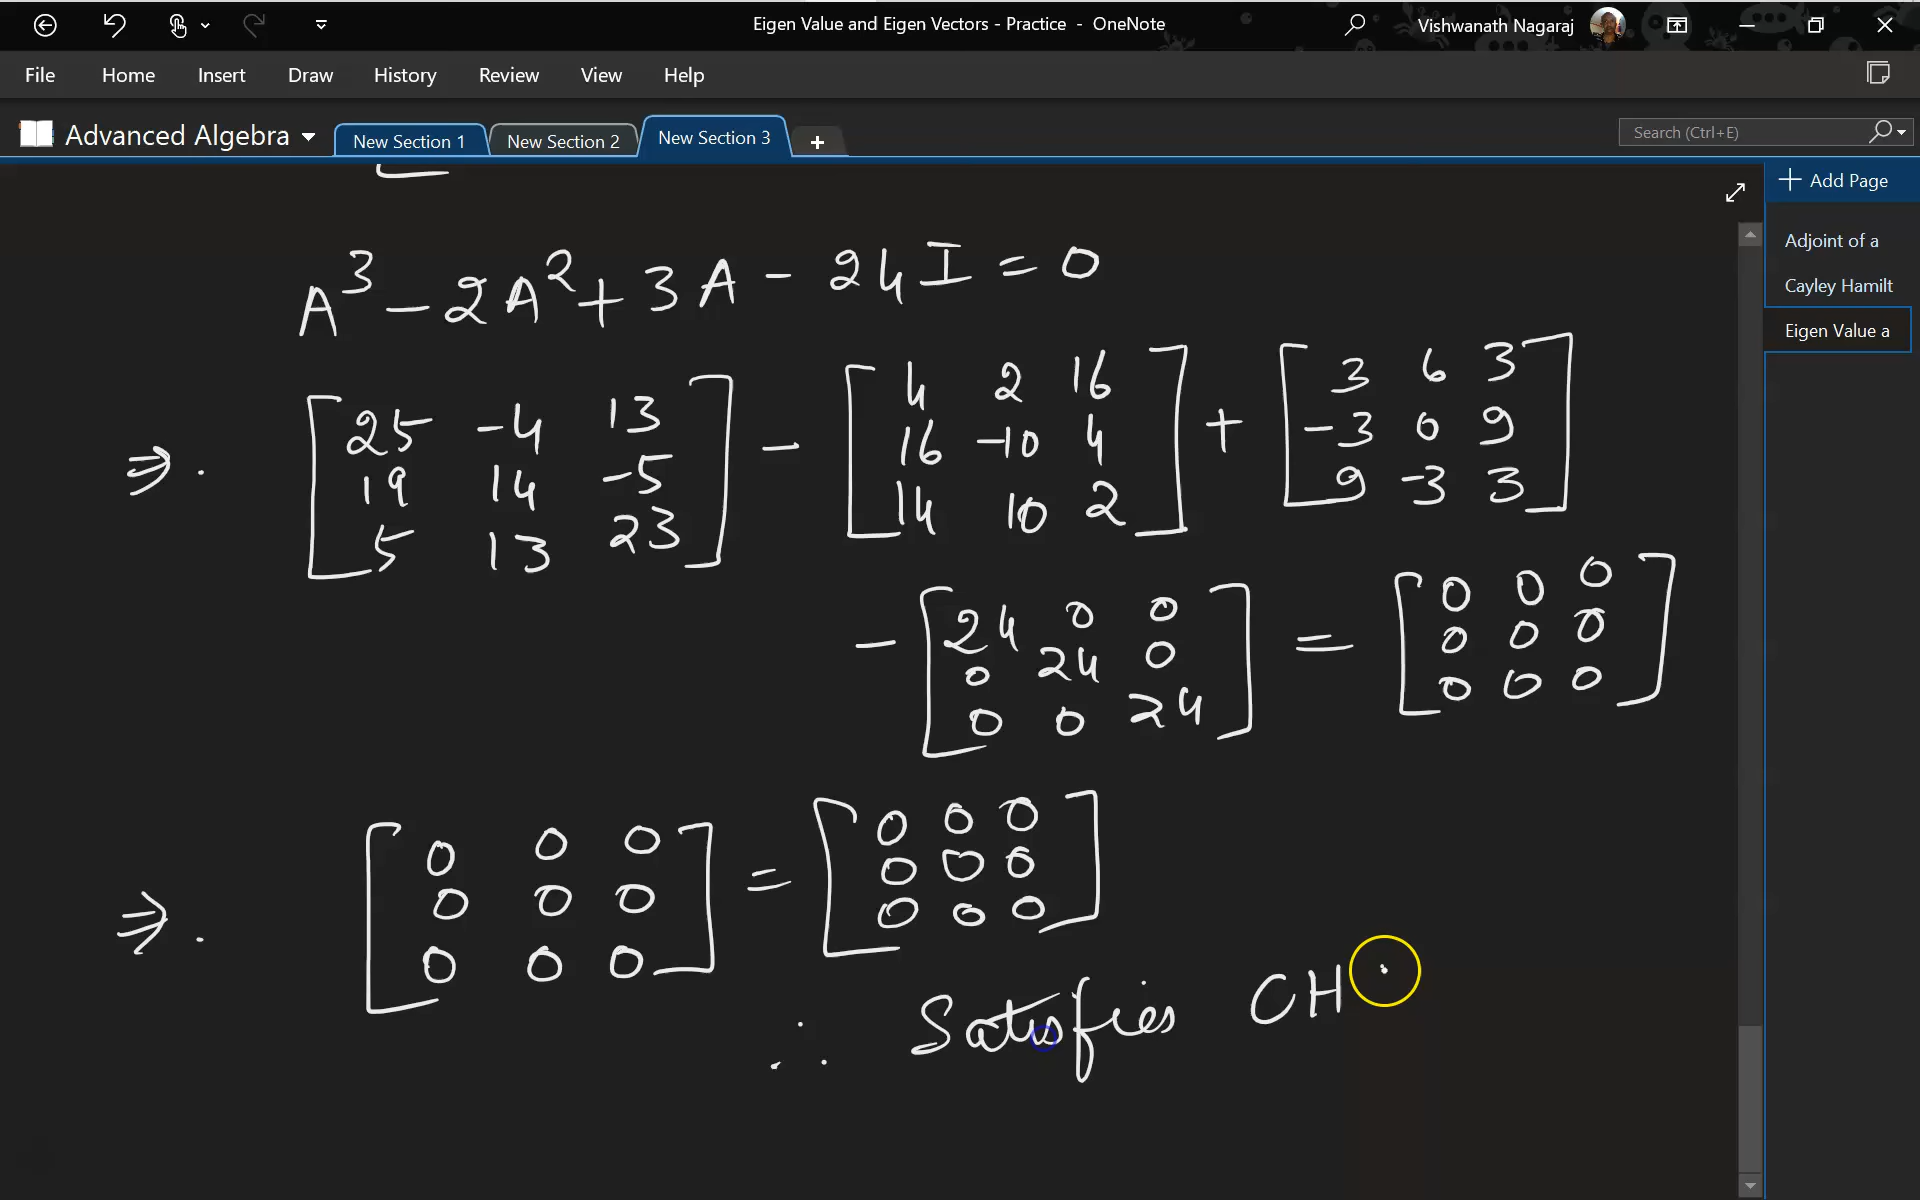 Eigen Value and Eigen Vectors - Practice - OneNote
Vishwanath Nagaraj
File Home Insert Draw History Review View Help
Advanced Algebra New Section 1 New Section 2 New Section 3 +
Search (Ctrl+E)
+ Add Page
Adjoint of a
Cayley Hamilt
Eigen Value a
A³ - 2A² + 3A - 24I = 0
⇒. [25 -4 13; 19 14 -5; 5 13 23] - [4 2 16; 16 -10 4; 14 10 2] + [3 6 3; -3 0 9; 9 -3 3]
- [24 0 0; 0 24 0; 0 0 24] = [0 0 0; 0 0 0; 0 0 0]
⇒. [0 0 0; 0 0 0; 0 0 0] = [0 0 0; 0 0 0; 0 0 0]
∴ Satisfies CH